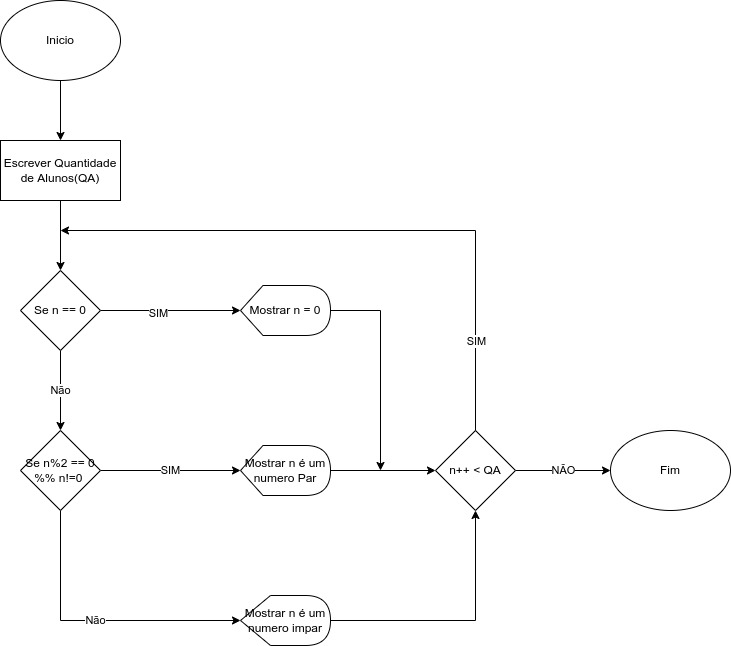 Inicio
Escrever Quantidade
de Alunos(QA)
Se n == 0
SIM
Mostrar n = 0
SIM
Não
Se n%2 == 0
%% n!=0
SIM
Mostrar n é um
numero Par
n++ < QA
NÃO
Fim
Não
Mostrar n é um
numero impar